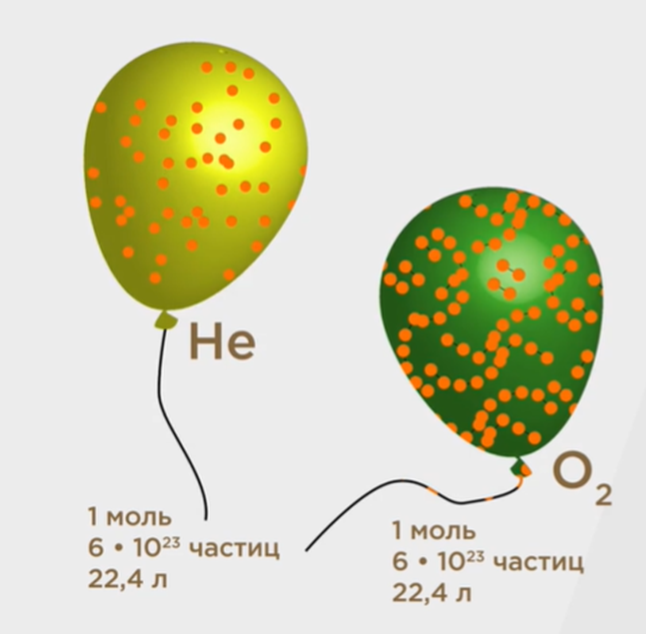 He
1 моль
6 • 10²³ частиц
22,4 л
O₂
1 моль
6 • 10²³ частиц
22,4 л